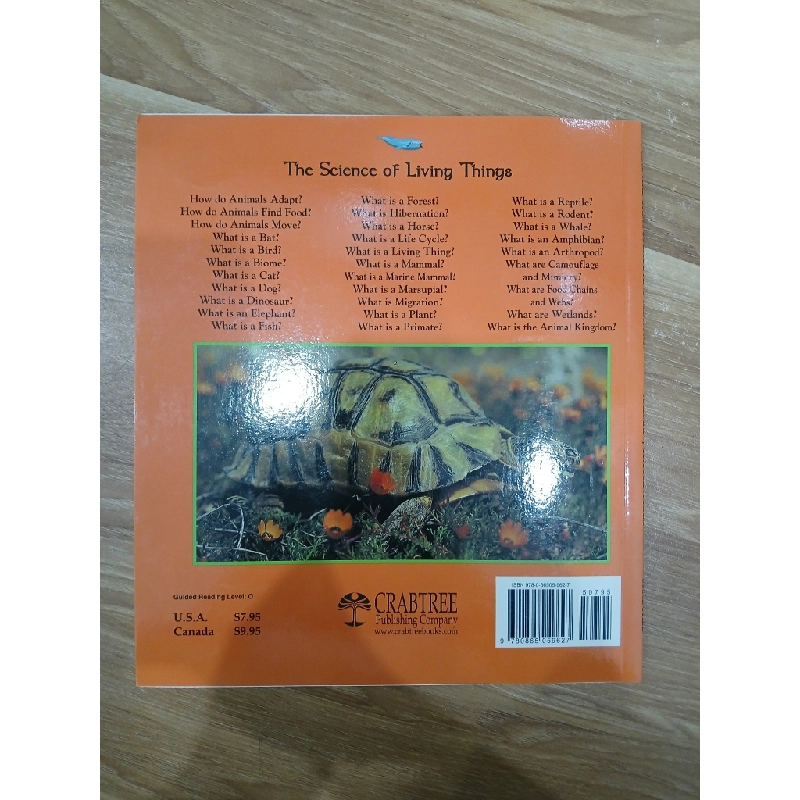 The Science of Living Things
How do Animals Adapt?
How do Animals Find Food?
How do Animals Move?
What is a Bat?
What is a Bird?
What is a Biome?
What is a Cat?
What is a Dog?
What is a Dinosaur?
What is an Elephant?
What is a Fish?
What is a Forest?
What is Hibernation?
What is a Horse?
What is a Life Cycle?
What is a Living Thing?
What is a Mammal?
What is a Marine Mammal?
What is a Marsupial?
What is Migration?
What is a Plant?
What is a Primate?
What is a Reptile?
What is a Rodent?
What is a Whale?
What is an Amphibian?
What is an Arthropod?
What are Camouflage
and Mimicry?
What are Food Chains
and Webs?
What are Wetlands?
What is the Animal Kingdom?
Guided Reading Level: O
U.S.A. $7.95
Canada $9.95
CRABTREE
Publishing Company
www.crabtreebooks.com
ISBN
50795